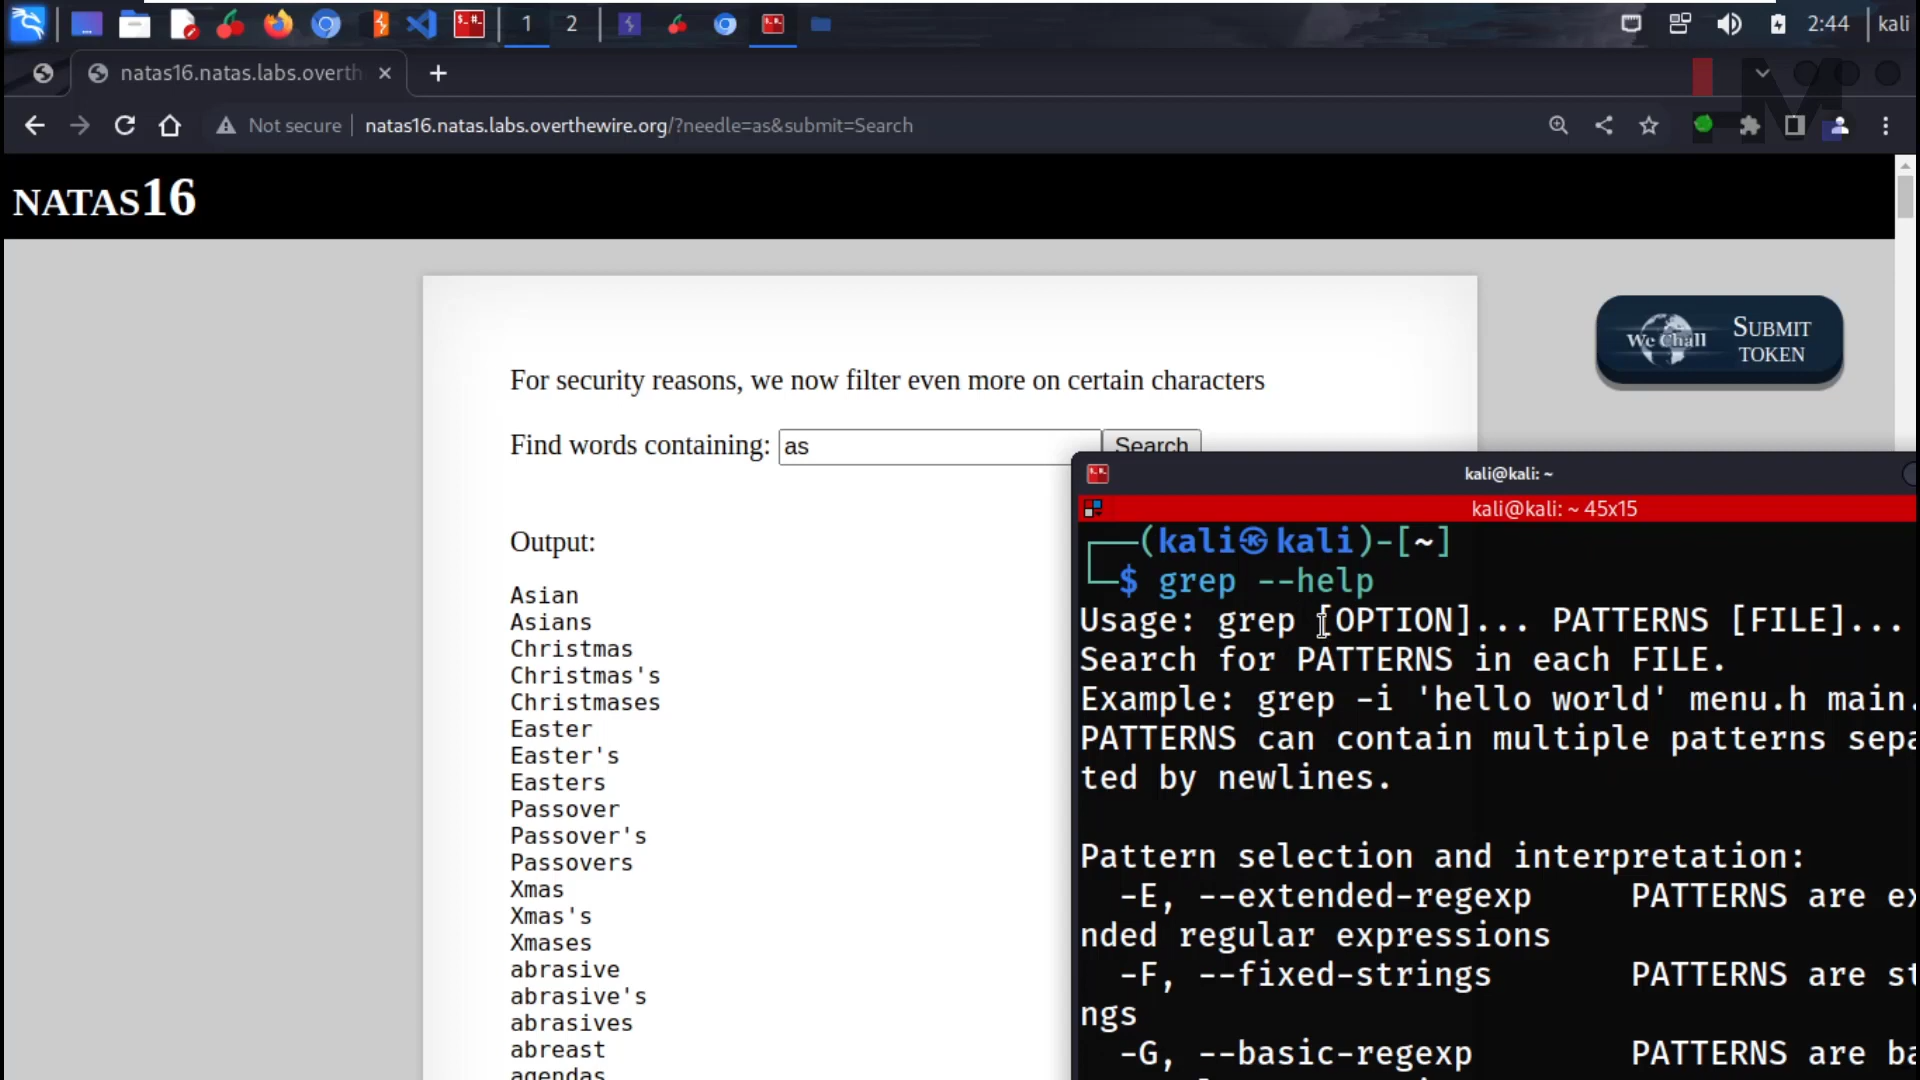 1 2 2:44 kali
natas16.natas.labs.overth
Not secure natas16.natas.labs.overthewire.org/?needle=as&submit=Search
NATAS16
We Chall SUBMIT TOKEN
For security reasons, we now filter even more on certain characters
Find words containing: as Search
Output:
Asian
Asians
Christmas
Christmas's
Christmases
Easter
Easter's
Easters
Passover
Passover's
Passovers
Xmas
Xmas's
Xmases
abrasive
abrasive's
abrasives
abreast
agendas
kali@kali: ~
kali@kali: ~ 45x15
┌──(kali㉿kali)-[~]
└─$ grep --help
Usage: grep [OPTION]... PATTERNS [FILE]...
Search for PATTERNS in each FILE.
Example: grep -i 'hello world' menu.h main.
PATTERNS can contain multiple patterns sepa
ted by newlines.
Pattern selection and interpretation:
-E, --extended-regexp PATTERNS are ex
nded regular expressions
-F, --fixed-strings PATTERNS are st
ngs
-G, --basic-regexp PATTERNS are ba